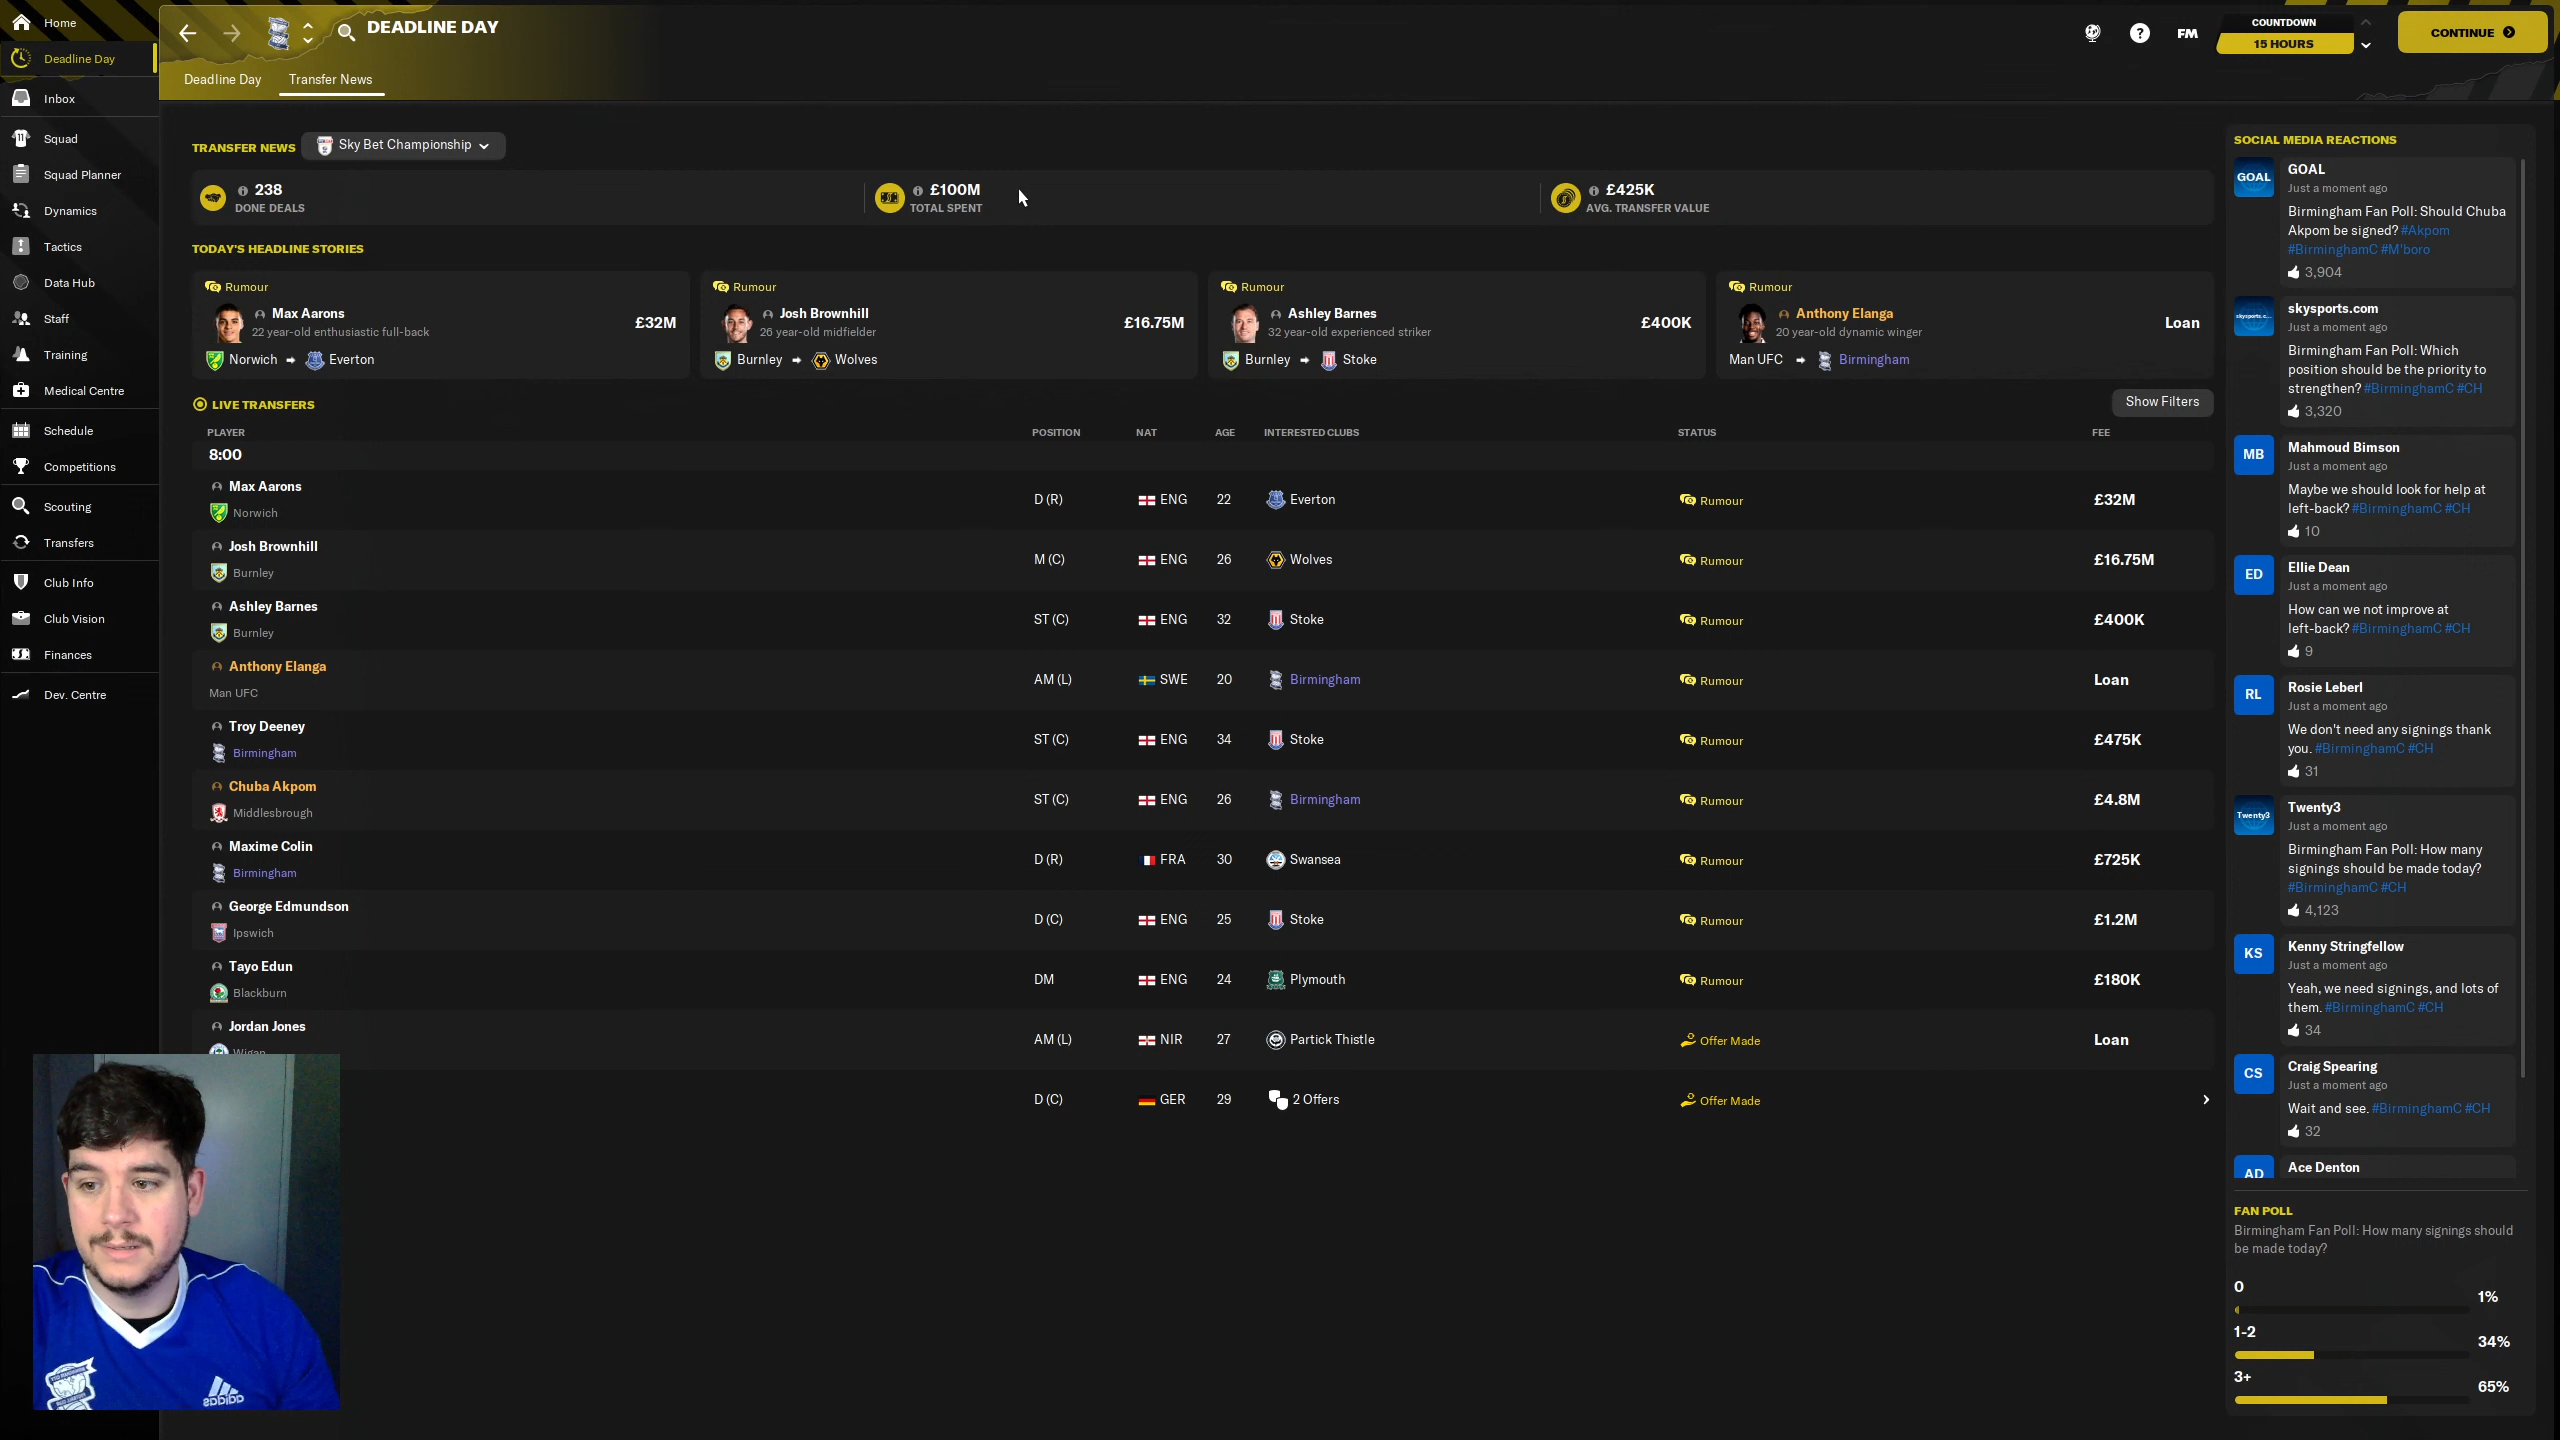 Home
Deadline Day
Inbox
Squad
Squad Planner
Dynamics
Tactics
Data Hub
Staff
Training
Medical Centre
Schedule
Competitions
Scouting
Transfers
Club Info
Club Vision
Finances
Dev. Centre
DEADLINE DAY
Deadline Day Transfer News
FM
COUNTDOWN
15 HOURS
CONTINUE
TRANSFER NEWS Sky Bet Championship
238
DONE DEALS
£100M
TOTAL SPENT
£425K
AVG. TRANSFER VALUE
TODAY'S HEADLINE STORIES
Rumour
Max Aarons
22 year-old enthusiastic full-back
£32M
Norwich Everton
Rumour
Josh Brownhill
26 year-old midfielder
£16.75M
Burnley Wolves
Rumour
Ashley Barnes
32 year-old experienced striker
£400K
Burnley Stoke
Rumour
Anthony Elanga
20 year-old dynamic winger
Loan
Man UFC Birmingham
LIVE TRANSFERS
Show Filters
PLAYER POSITION NAT AGE INTERESTED CLUBS STATUS FEE
8:00
Max Aarons
Norwich
D (R) ENG 22 Everton Rumour £32M
Josh Brownhill
Burnley
M (C) ENG 26 Wolves Rumour £16.75M
Ashley Barnes
Burnley
ST (C) ENG 32 Stoke Rumour £400K
Anthony Elanga
Man UFC
AM (L) SWE 20 Birmingham Rumour Loan
Troy Deeney
Birmingham
ST (C) ENG 34 Stoke Rumour £475K
Chuba Akpom
Middlesbrough
ST (C) ENG 26 Birmingham Rumour £4.8M
Maxime Colin
Birmingham
D (R) FRA 30 Swansea Rumour £725K
George Edmundson
Ipswich
D (C) ENG 25 Stoke Rumour £1.2M
Tayo Edun
Blackburn
DM ENG 24 Plymouth Rumour £180K
Jordan Jones
Wigan
AM (L) NIR 27 Partick Thistle Offer Made Loan
D (C) GER 29 2 Offers Offer Made
SOCIAL MEDIA REACTIONS
GOAL
GOAL
Just a moment ago
Birmingham Fan Poll: Should Chuba
Akpom be signed? #Akpom
#BirminghamC #M'boro
3,904
skysports.c...
skysports.com
Just a moment ago
Birmingham Fan Poll: Which
position should be the priority to
strengthen? #BirminghamC #CH
3,320
MB
Mahmoud Bimson
Just a moment ago
Maybe we should look for help at
left-back? #BirminghamC #CH
10
ED
Ellie Dean
Just a moment ago
How can we not improve at
left-back? #BirminghamC #CH
9
RL
Rosie Leberl
Just a moment ago
We don't need any signings thank
you. #BirminghamC #CH
31
Twenty3
Twenty3
Just a moment ago
Birmingham Fan Poll: How many
signings should be made today?
#BirminghamC #CH
4,123
KS
Kenny Stringfellow
Just a moment ago
Yeah, we need signings, and lots of
them. #BirminghamC #CH
34
CS
Craig Spearing
Just a moment ago
Wait and see. #BirminghamC #CH
32
AD
Ace Denton
FAN POLL
Birmingham Fan Poll: How many signings should
be made today?
0
1%
1-2
34%
3+
65%
adidas